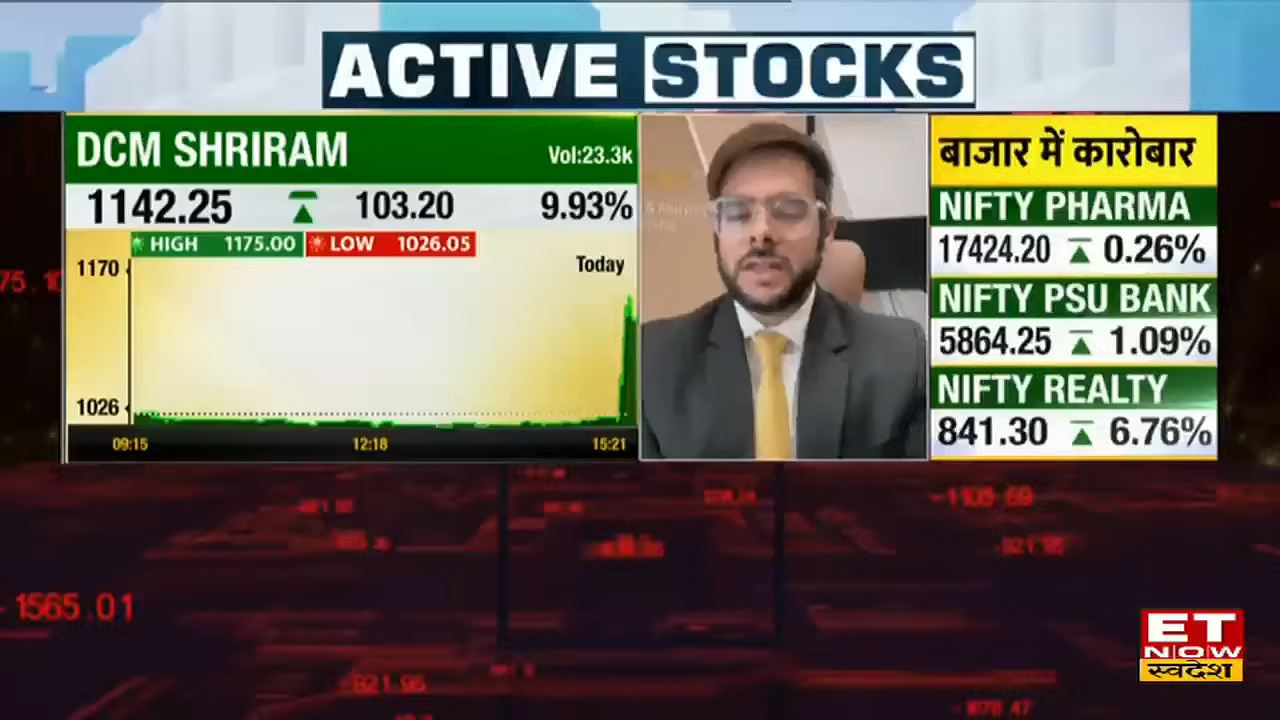 ACTIVE STOCKS
DCM SHRIRAM
Vol:23.3k
1142.25 103.20 9.93%
HIGH 1175.00 LOW 1026.05
Today
1170
1026
09:15 12:18 15:21
बाजार में कारोबार
NIFTY PHARMA
17424.20 0.26%
NIFTY PSU BANK
5864.25 1.09%
NIFTY REALTY
841.30 6.76%
-1565.01
ET
NOW
स्वदेश